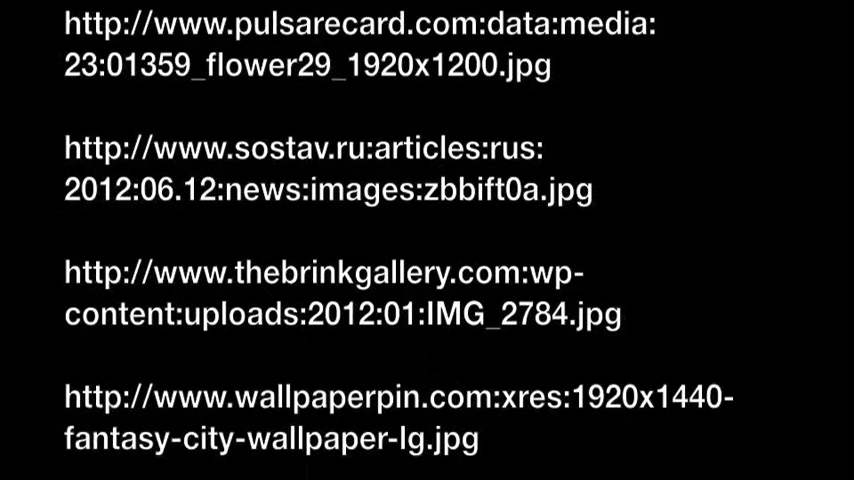 http://www.pulsarecard.com:data:media:
23:01359_flower29_1920x1200.jpg
http://www.sostav.ru:articles:rus:
2012:06.12:news:images:zbbift0a.jpg
http://www.thebrinkgallery.com:wp-
content:uploads:2012:01:IMG_2784.jpg
http://www.wallpaperpin.com:xres:1920x1440-
fantasy-city-wallpaper-lg.jpg